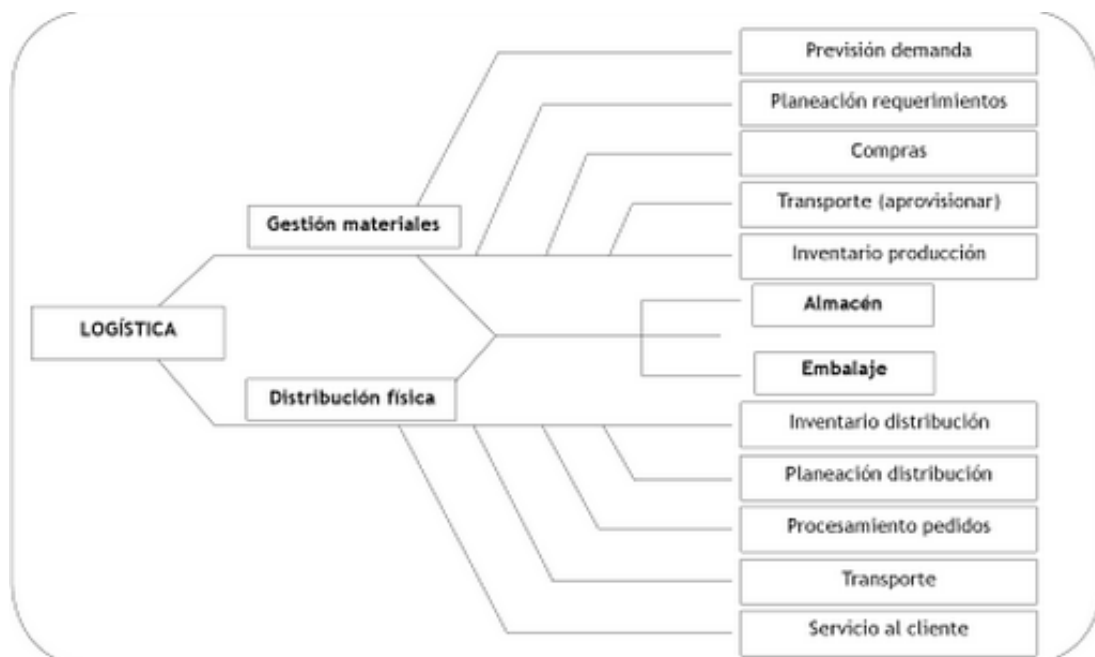 Previsión demanda
Planeación requerimientos
Compras
Transporte (aprovisionar)
Gestión materiales
Inventario producción
Almacén
LOGÍSTICA
Embalaje
Distribución física
Inventario distribución
Planeación distribución
Procesamiento pedidos
Transporte
Servicio al cliente